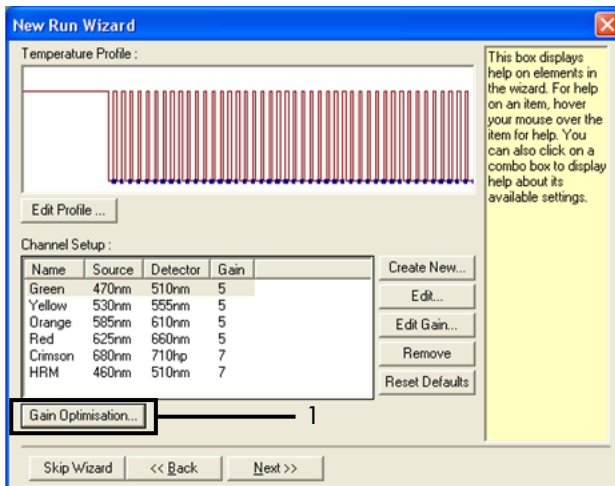 New Run Wizard
Temperature Profile :
This box displays
help on elements in
the wizard. For help
on an item, hover
your mouse over the
item for help. You
can also click on a
combo box to display
help about its
available settings.
Edit Profile ...
Channel Setup :
Name Source Detector Gain
Green 470nm 510nm 5
Yellow 530nm 555nm 5
Orange 585nm 610nm 5
Red 625nm 660nm 5
Crimson 680nm 710hp 7
HRM 460nm 510nm 7
Create New...
Edit...
Edit Gain...
Remove
Reset Defaults
Gain Optimisation... 1
Skip Wizard << Back Next >>